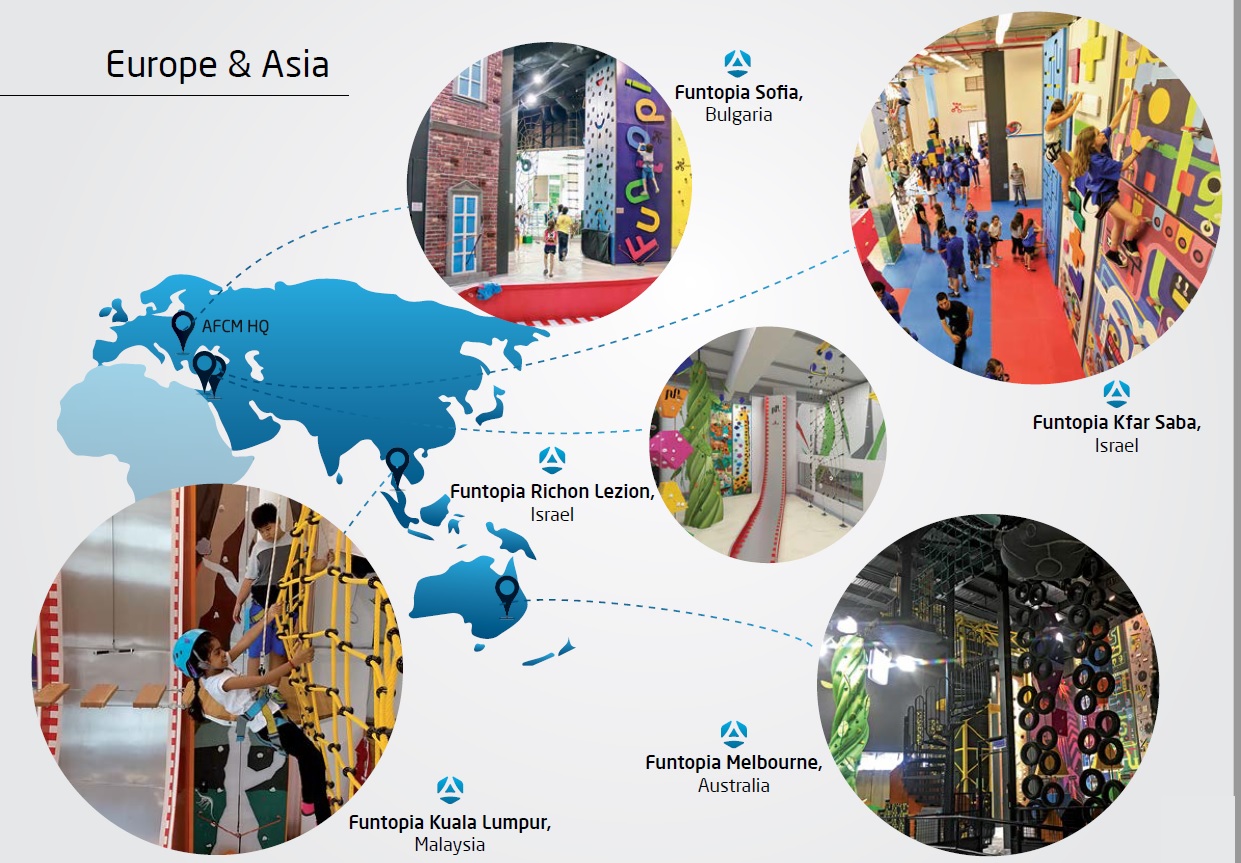 Europe & Asia
Funtopia Sofia,
Bulgaria
Funtopi
AFCM HQ
Funtopia Kfar Saba,
Israel
Funtopia Richon Lezion,
Israel
Funtopia Melbourne,
Australia
Funtopia Kuala Lumpur,
Malaysia